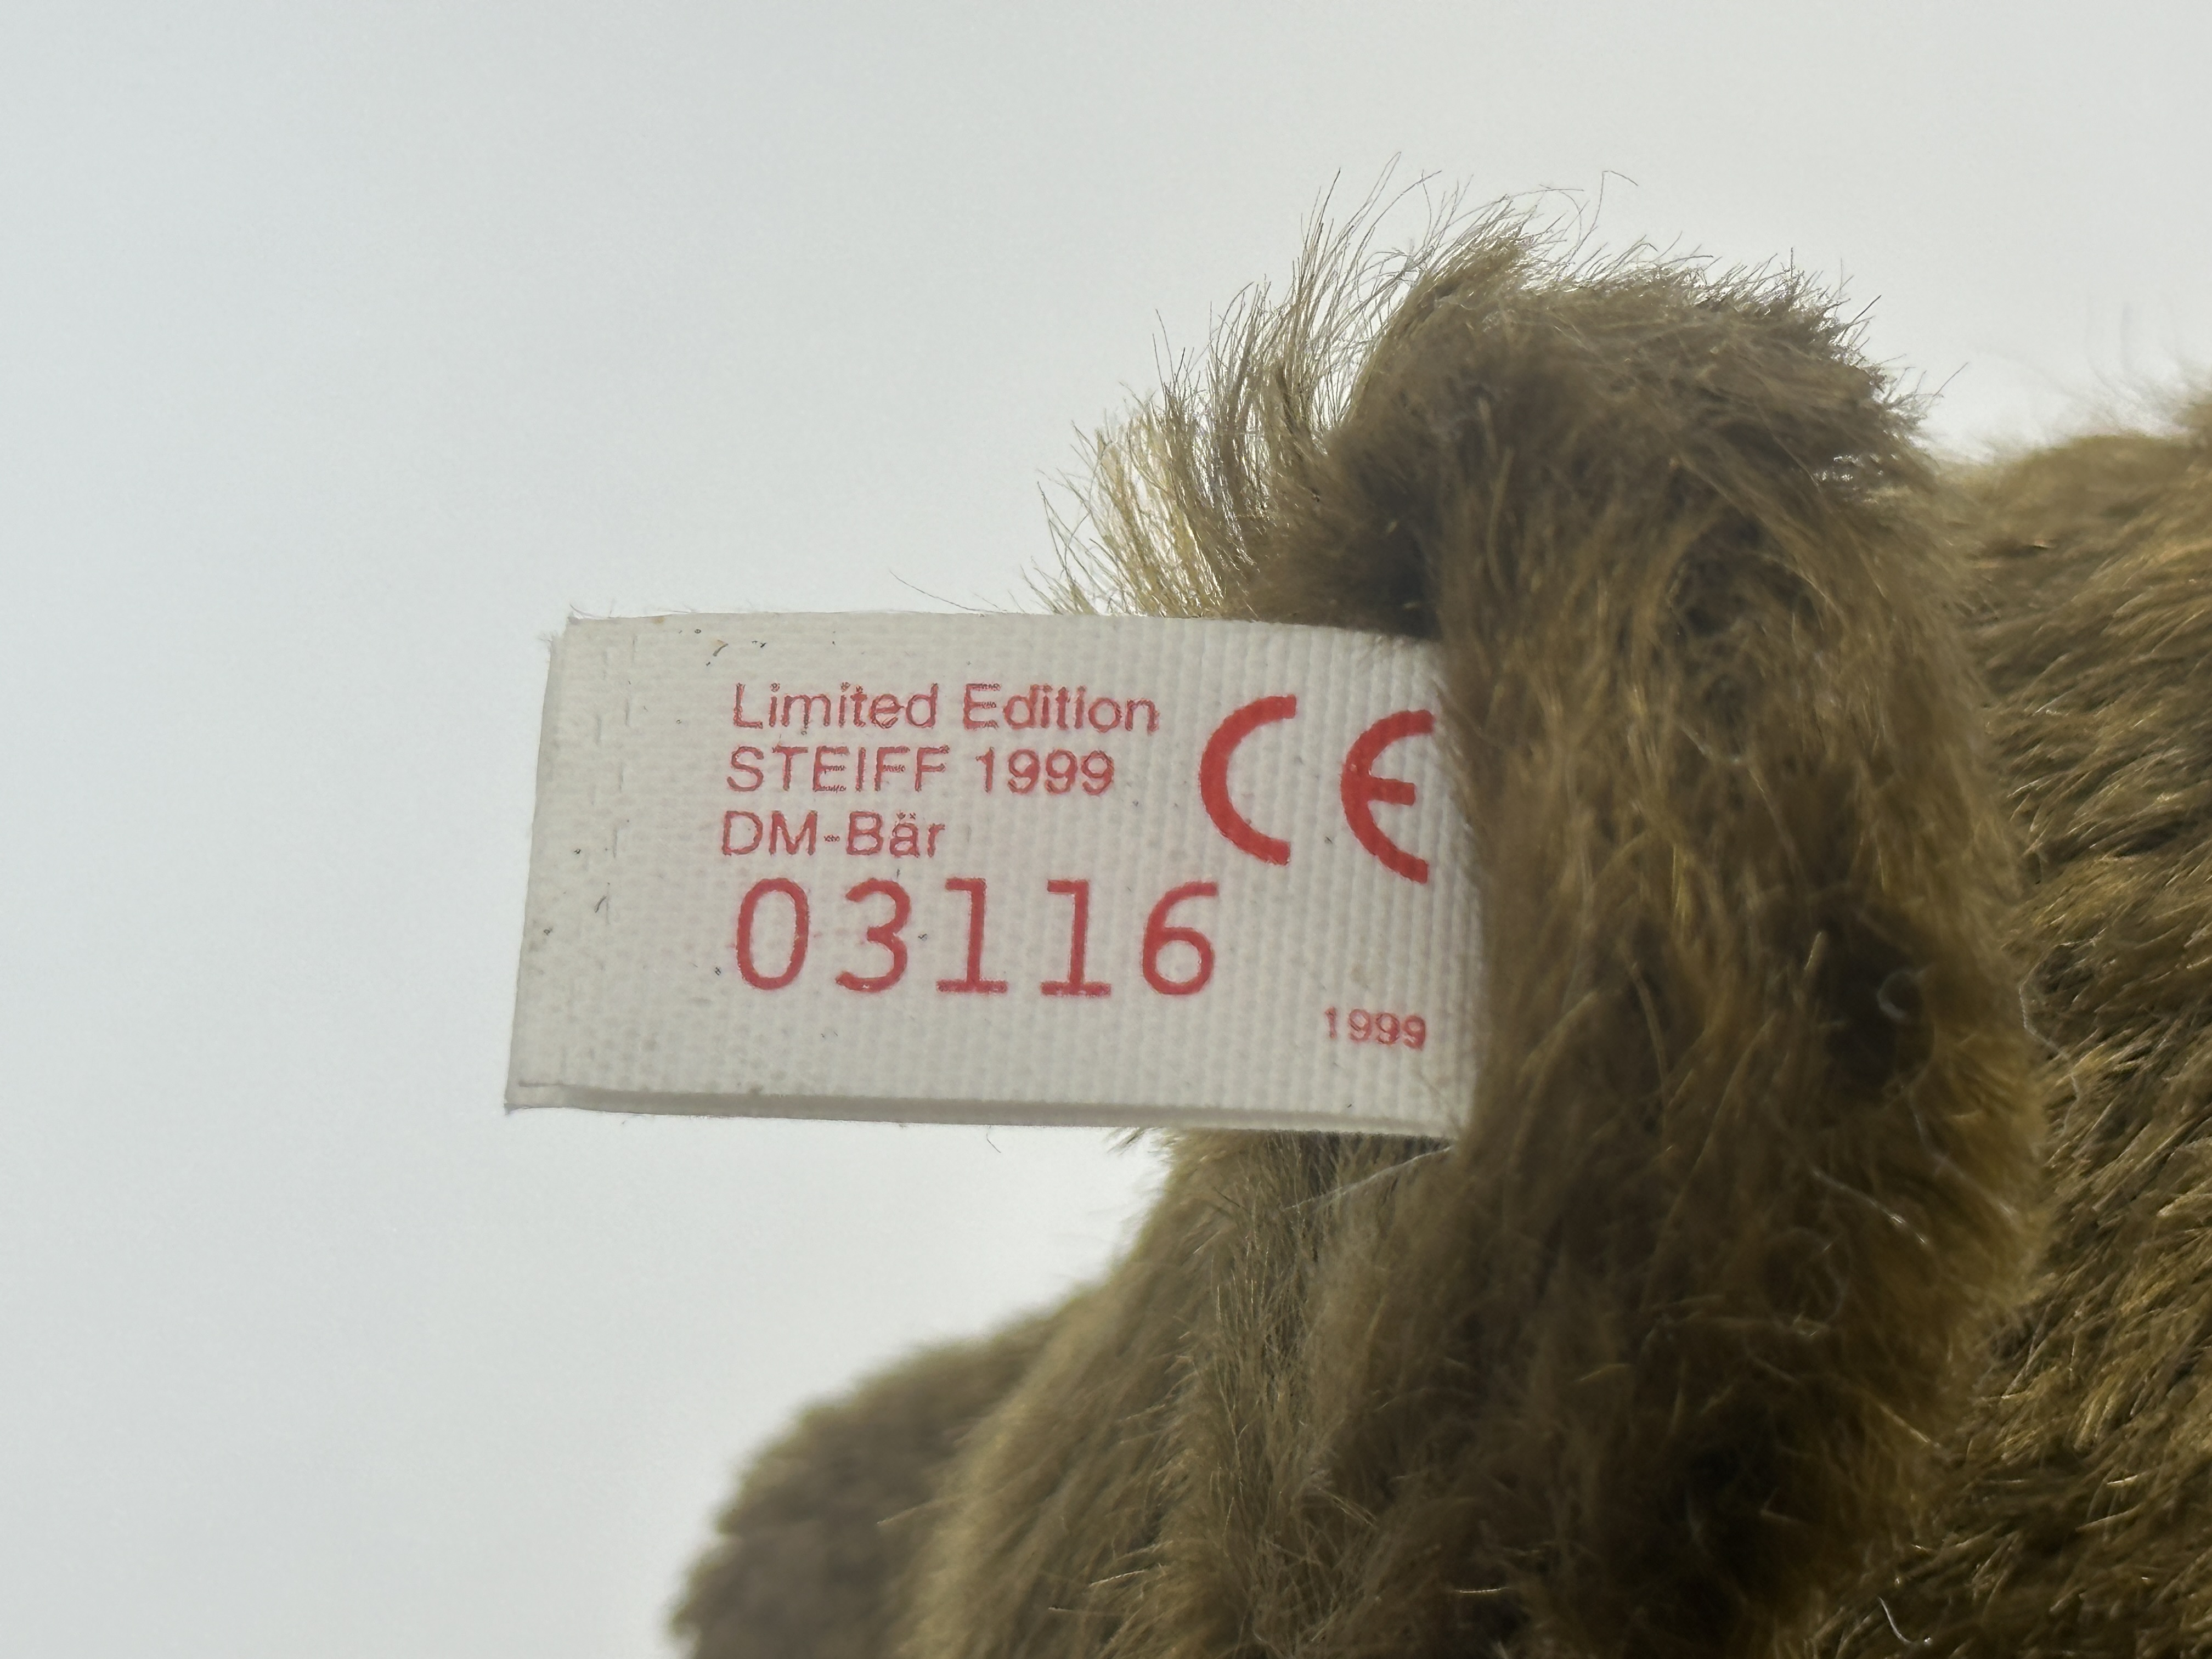 Limited Edition
STEIFF 1999
DM-Bär
CE
03116
1999